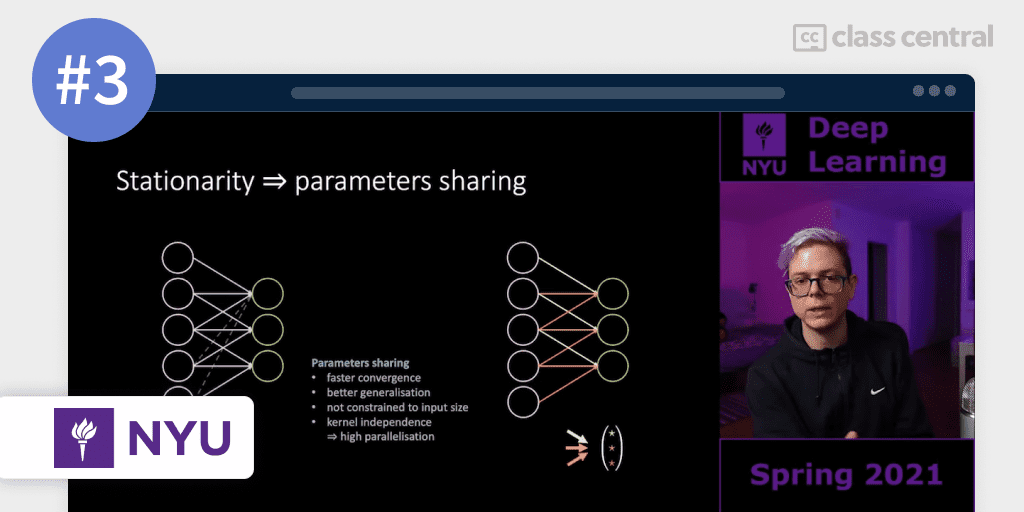 #3
cc class central
NYU
Deep
Learning
Stationarity ⇒ parameters sharing
Parameters sharing
• faster convergence
• better generalisation
• not constrained to input size
• kernel independence
⇒ high parallelisation
NYU
Spring 2021